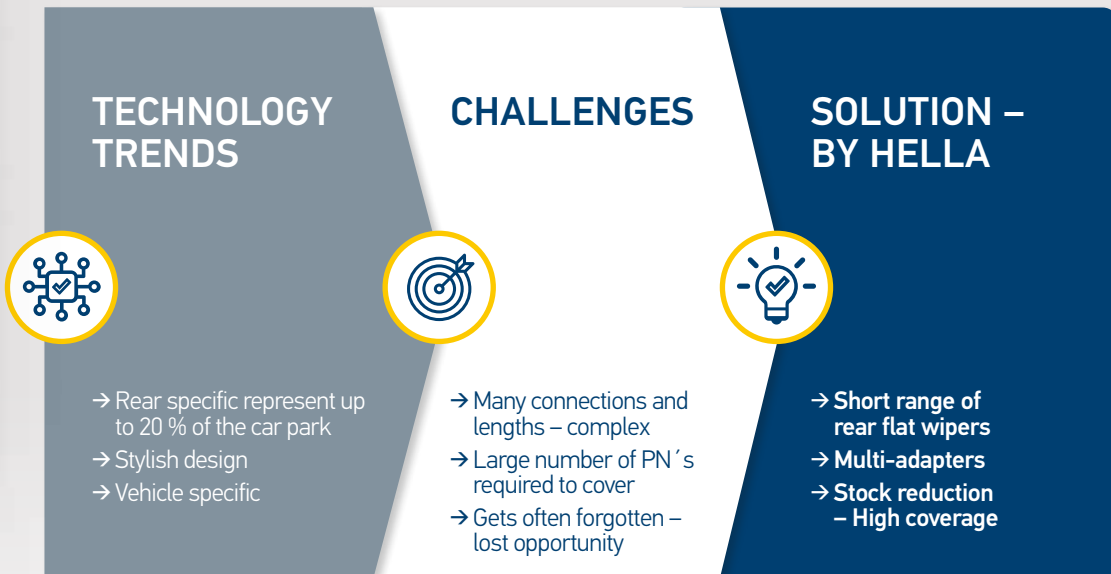 TECHNOLOGY
TRENDS
→ Rear specific represent up
to 20 % of the car park
→ Stylish design
→ Vehicle specific
CHALLENGES
→ Many connections and
lengths – complex
→ Large number of PN´s
required to cover
→ Gets often forgotten –
lost opportunity
SOLUTION –
BY HELLA
→ Short range of
rear flat wipers
→ Multi-adapters
→ Stock reduction
– High coverage